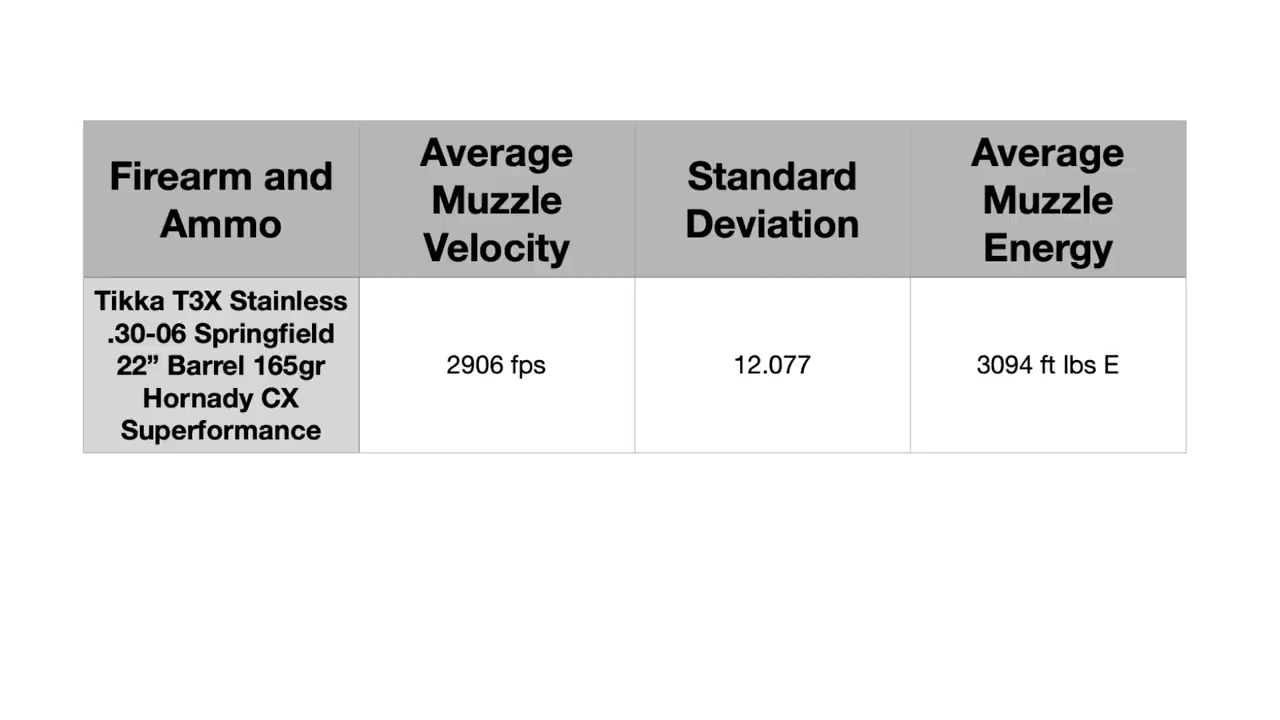 Firearm and
Ammo
Average
Muzzle
Velocity
Standard
Deviation
Average
Muzzle
Energy
Tikka T3X Stainless
.30-06 Springfield
22” Barrel 165gr
Hornady CX
Superformance
2906 fps
12.077
3094 ft lbs E